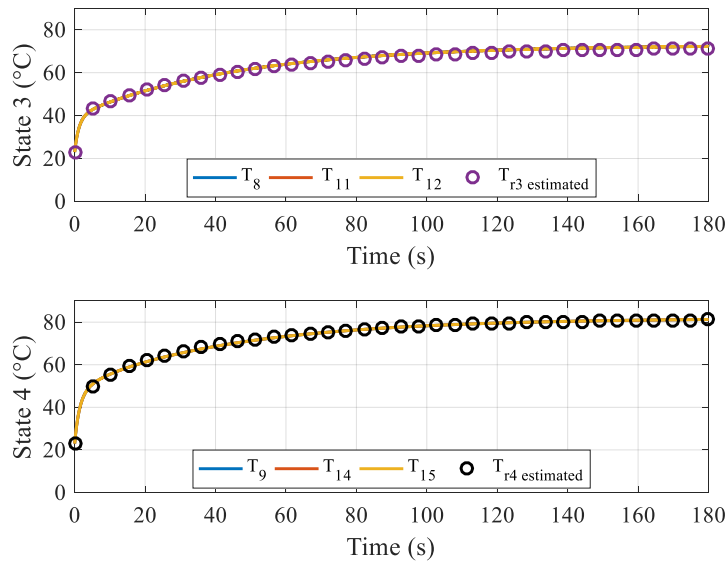 80
60
40
20
0
State 3 (°C)
T8 T11 T12 Tr3 estimated
0 20 40 60 80 100 120 140 160 180
Time (s)
80
60
40
20
0
State 4 (°C)
T9 T14 T15 Tr4 estimated
0 20 40 60 80 100 120 140 160 180
Time (s)